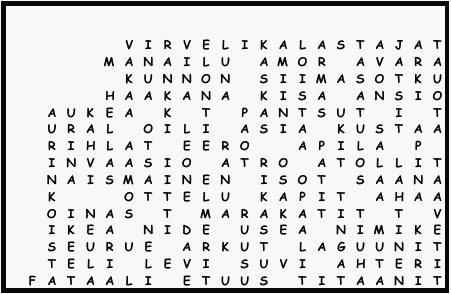 VIRVELIKALASTAJAT
MANAILU AMOR AVARA
KUNNON SIIMASOTKU
HAAKANA KISA ANSIO
AUKEA K T PANTSUT I T
URAL OILI ASIA KUSTAA
RIHLAT EERO APILA P
INVAASIO ATRO ATOLLIT
NAISMAINEN ISOT SAANA
K OTTELU KAPIT AHAA
OINAS T MARAKATIT T V
IKEA NIDE USEA NIMIKE
SEURUE ARKUT LAGUUNIT
TELI LEVI SUVI AHTERI
FATAALI ETUUS TITAANIT